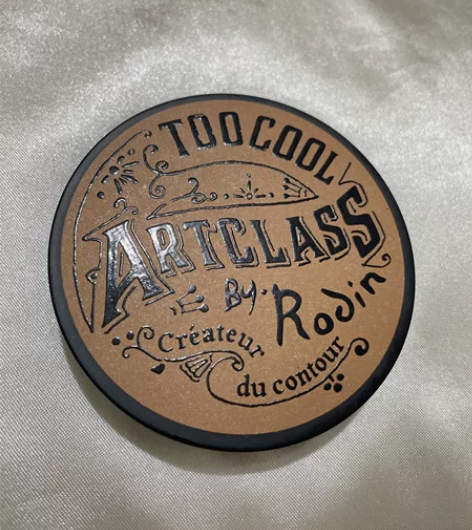 TOO COOL
ARTCLASS
By. Rodin
Créateur
du contour